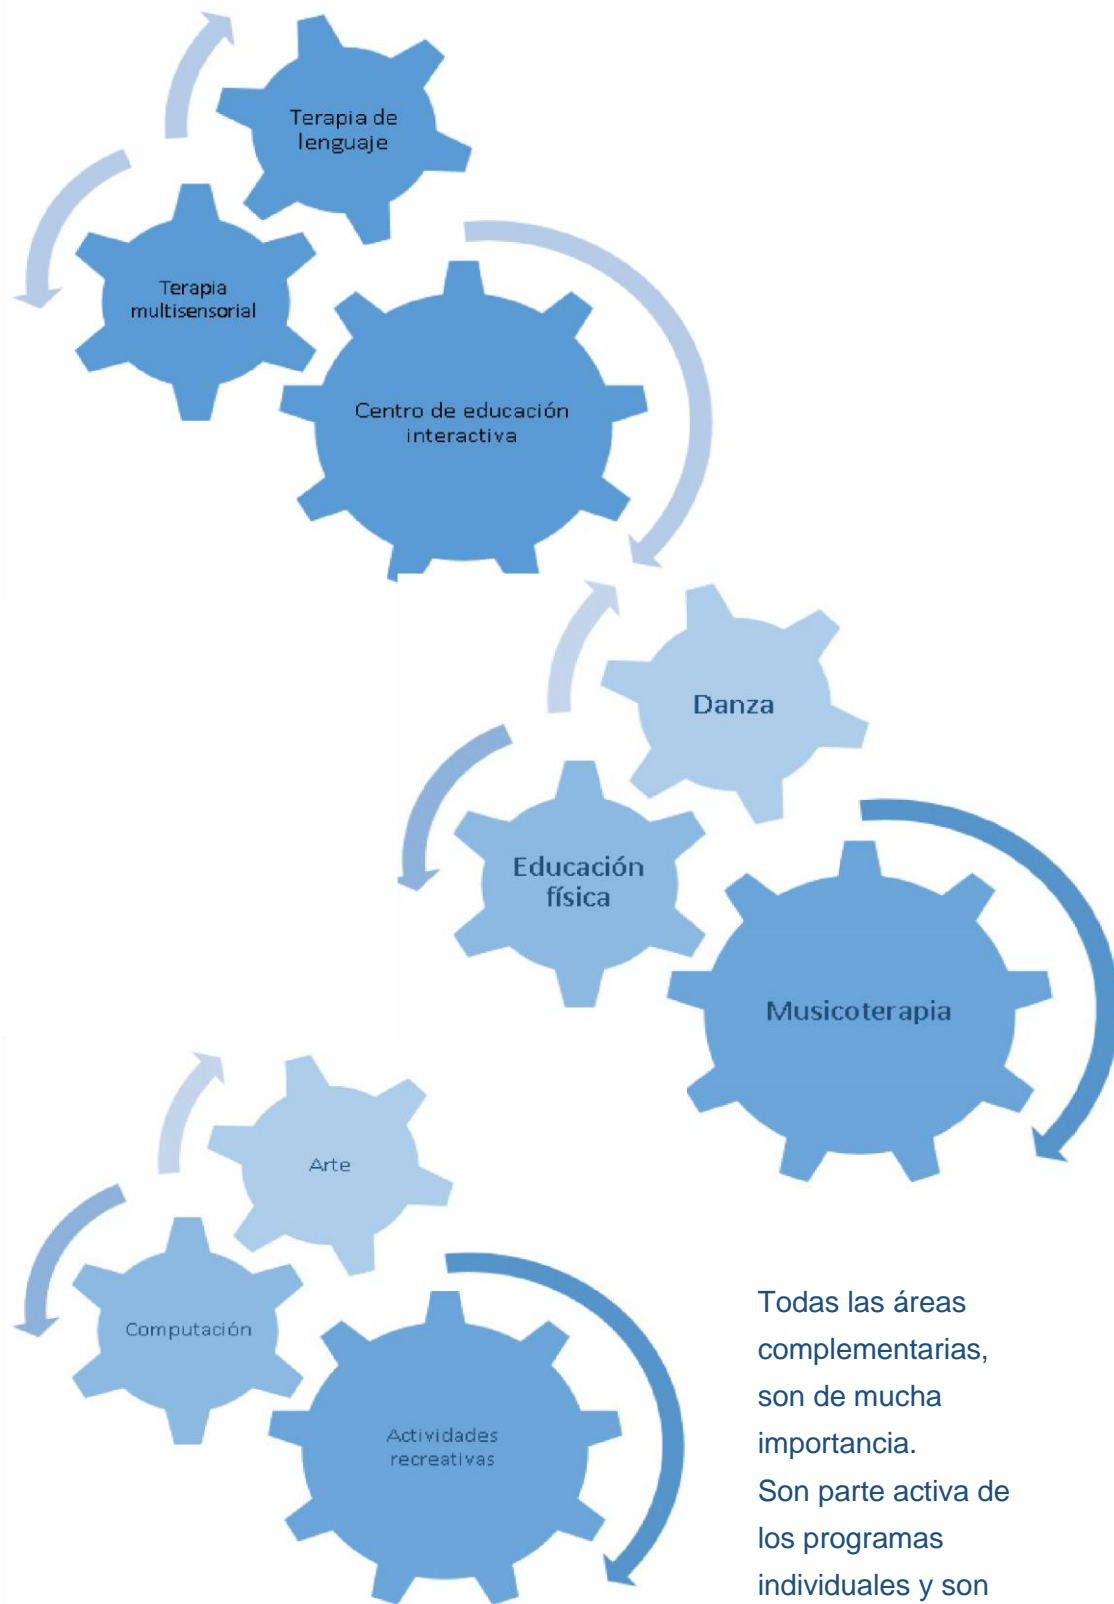 Terapia de
lenguaje
Terapia
multisensorial
Centro de educación
interactiva
Danza
Educación
física
Musicoterapia
Arte
Computación
Actividades
recreativas
Todas las áreas
complementarias,
son de mucha
importancia.
Son parte activa de
los programas
individuales y son